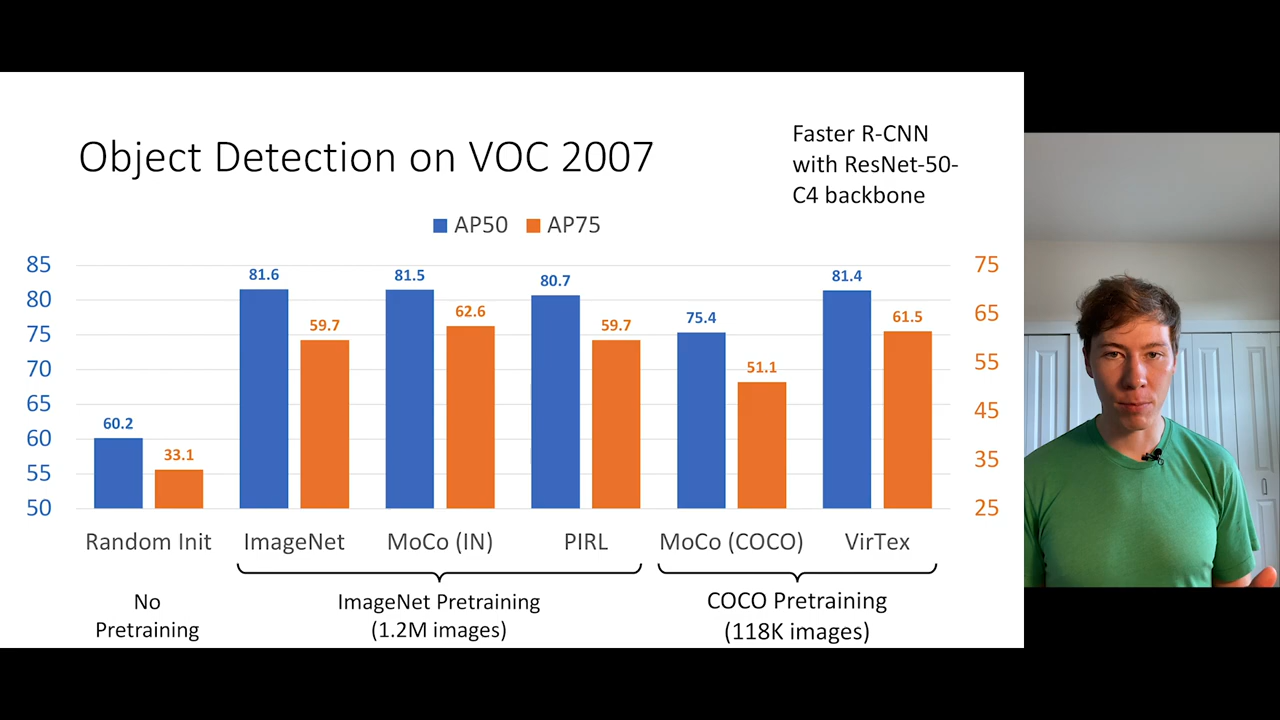 Object Detection on VOC 2007
Faster R-CNN
with ResNet-50-
C4 backbone
AP50 AP75
85
80
75
70
65
60
55
50
60.2
33.1
81.6
59.7
81.5
62.6
80.7
59.7
75.4
51.1
81.4
61.5
75
65
55
45
35
25
Random Init
ImageNet
MoCo (IN)
PIRL
MoCo (COCO)
VirTex
No
Pretraining
ImageNet Pretraining
(1.2M images)
COCO Pretraining
(118K images)